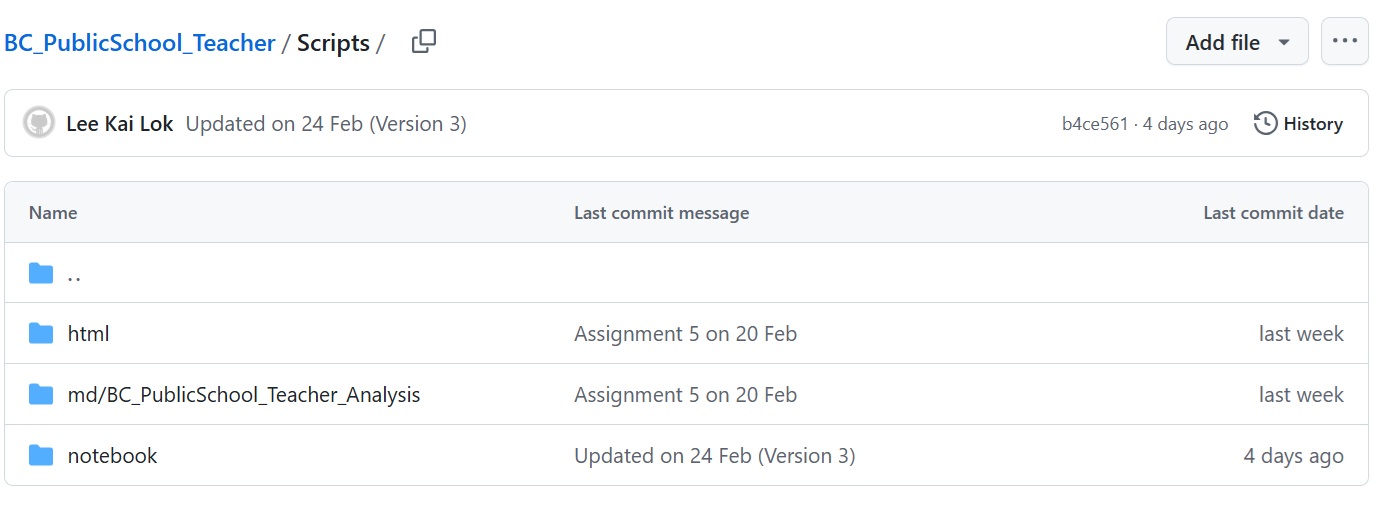 BC_PublicSchool_Teacher / Scripts / Add file ...
Lee Kai Lok Updated on 24 Feb (Version 3) b4ce561 · 4 days ago History
Name Last commit message Last commit date
..
html Assignment 5 on 20 Feb last week
md/BC_PublicSchool_Teacher_Analysis Assignment 5 on 20 Feb last week
notebook Updated on 24 Feb (Version 3) 4 days ago